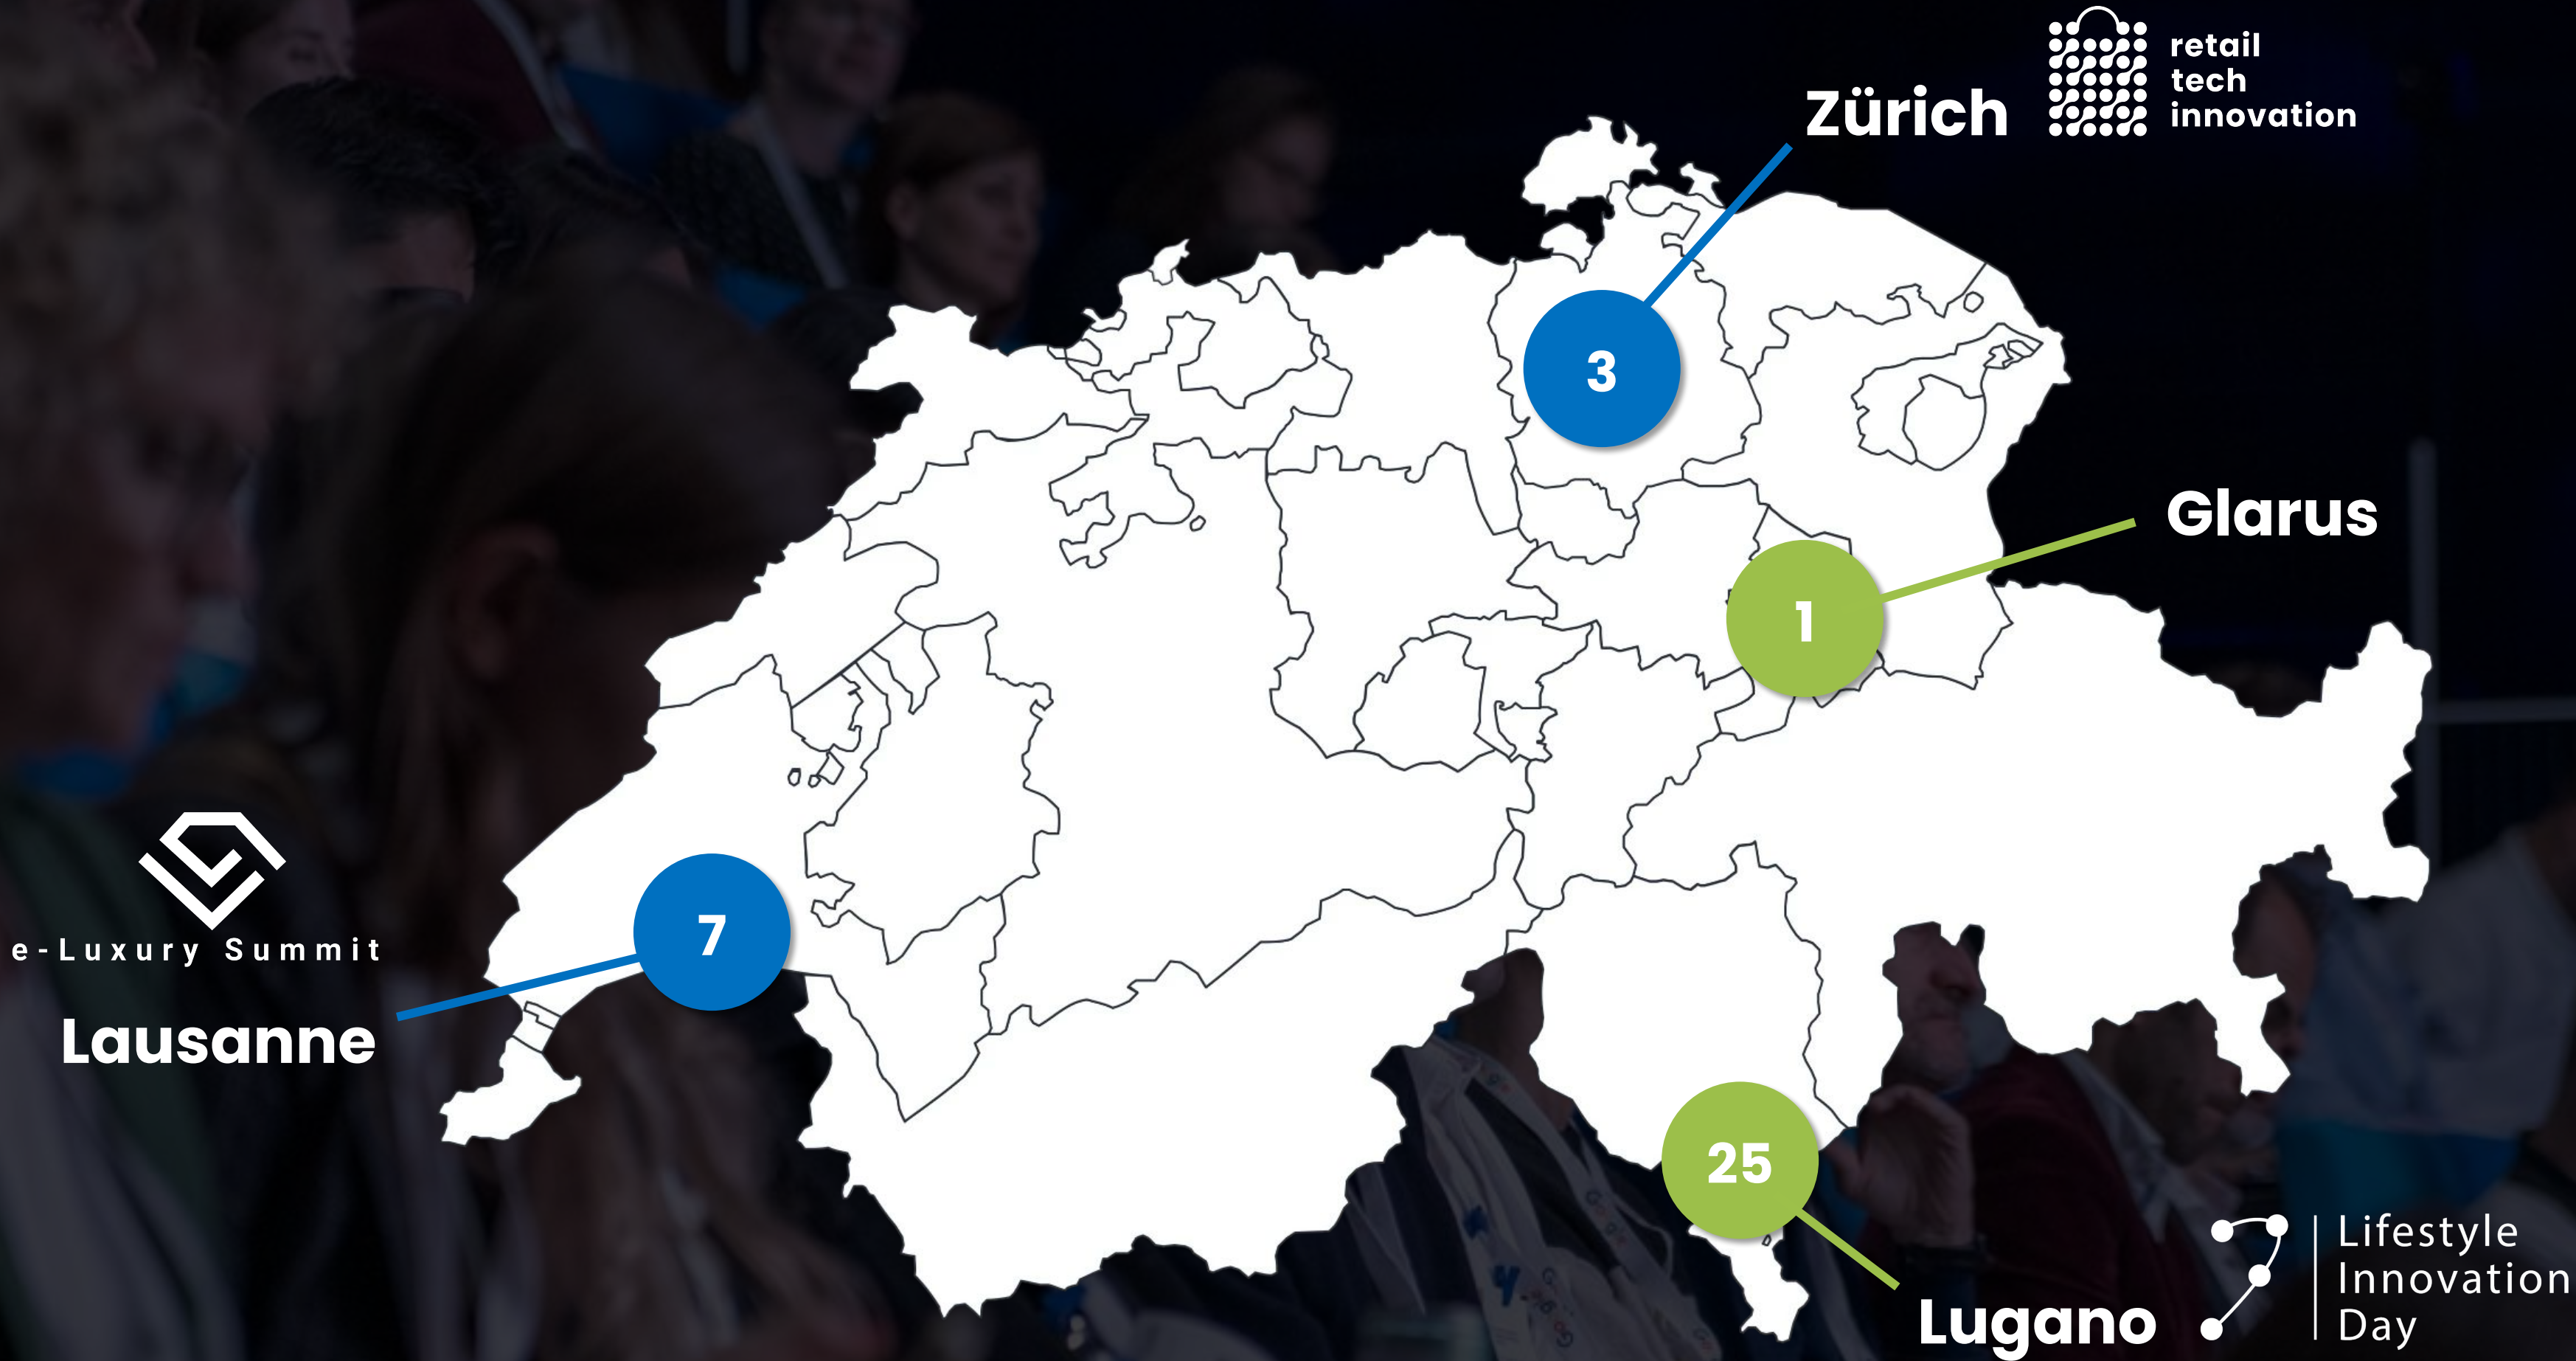 retail
tech
innovation
Zürich
3
Glarus
1
e-Luxury Summit
7
Lausanne
25
Lifestyle
Innovation
Day
Lugano